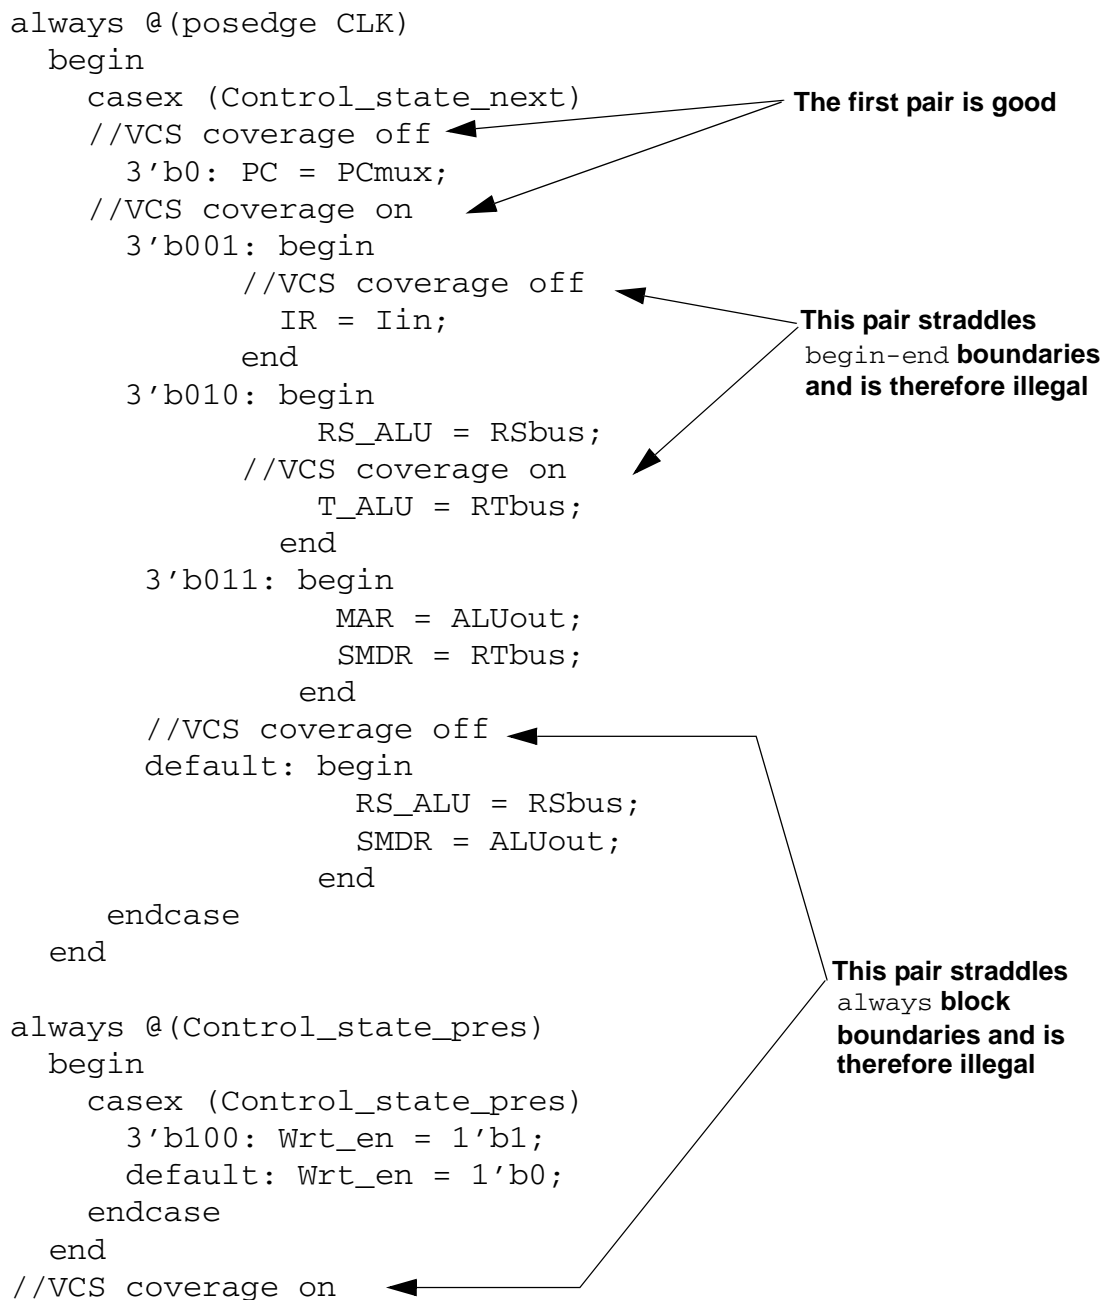 always @(posedge CLK)
begin
casex (Control_state_next)
//VCS coverage off
3’b0: PC = PCmux;
//VCS coverage on
3’b001: begin
//VCS coverage off
IR = Iin;
end
3’b010: begin
RS_ALU = RSbus;
//VCS coverage on
T_ALU = RTbus;
end
3’b011: begin
MAR = ALUout;
SMDR = RTbus;
end
//VCS coverage off
default: begin
RS_ALU = RSbus;
SMDR = ALUout;
end
endcase
end
always @(Control_state_pres)
begin
casex (Control_state_pres)
3’b100: Wrt_en = 1’b1;
default: Wrt_en = 1’b0;
endcase
end
//VCS coverage on
The first pair is good
This pair straddles
begin-end boundaries
and is therefore illegal
This pair straddles
always block
boundaries and is
therefore illegal